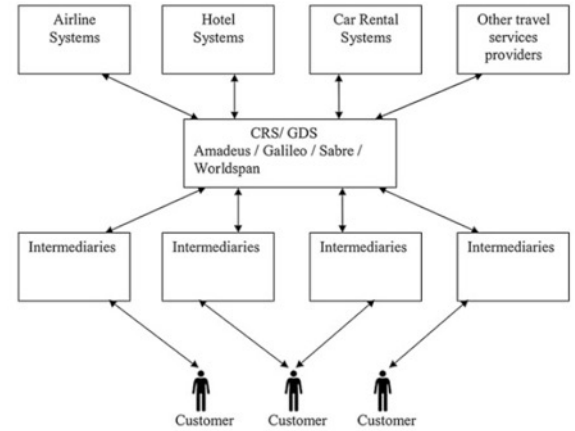 Airline
Systems
Hotel
Systems
Car Rental
Systems
Other travel
services
providers
CRS/ GDS
Amadeus / Galileo / Sabre /
Worldspan
Intermediaries
Intermediaries
Intermediaries
Intermediaries
Customer
Customer
Customer